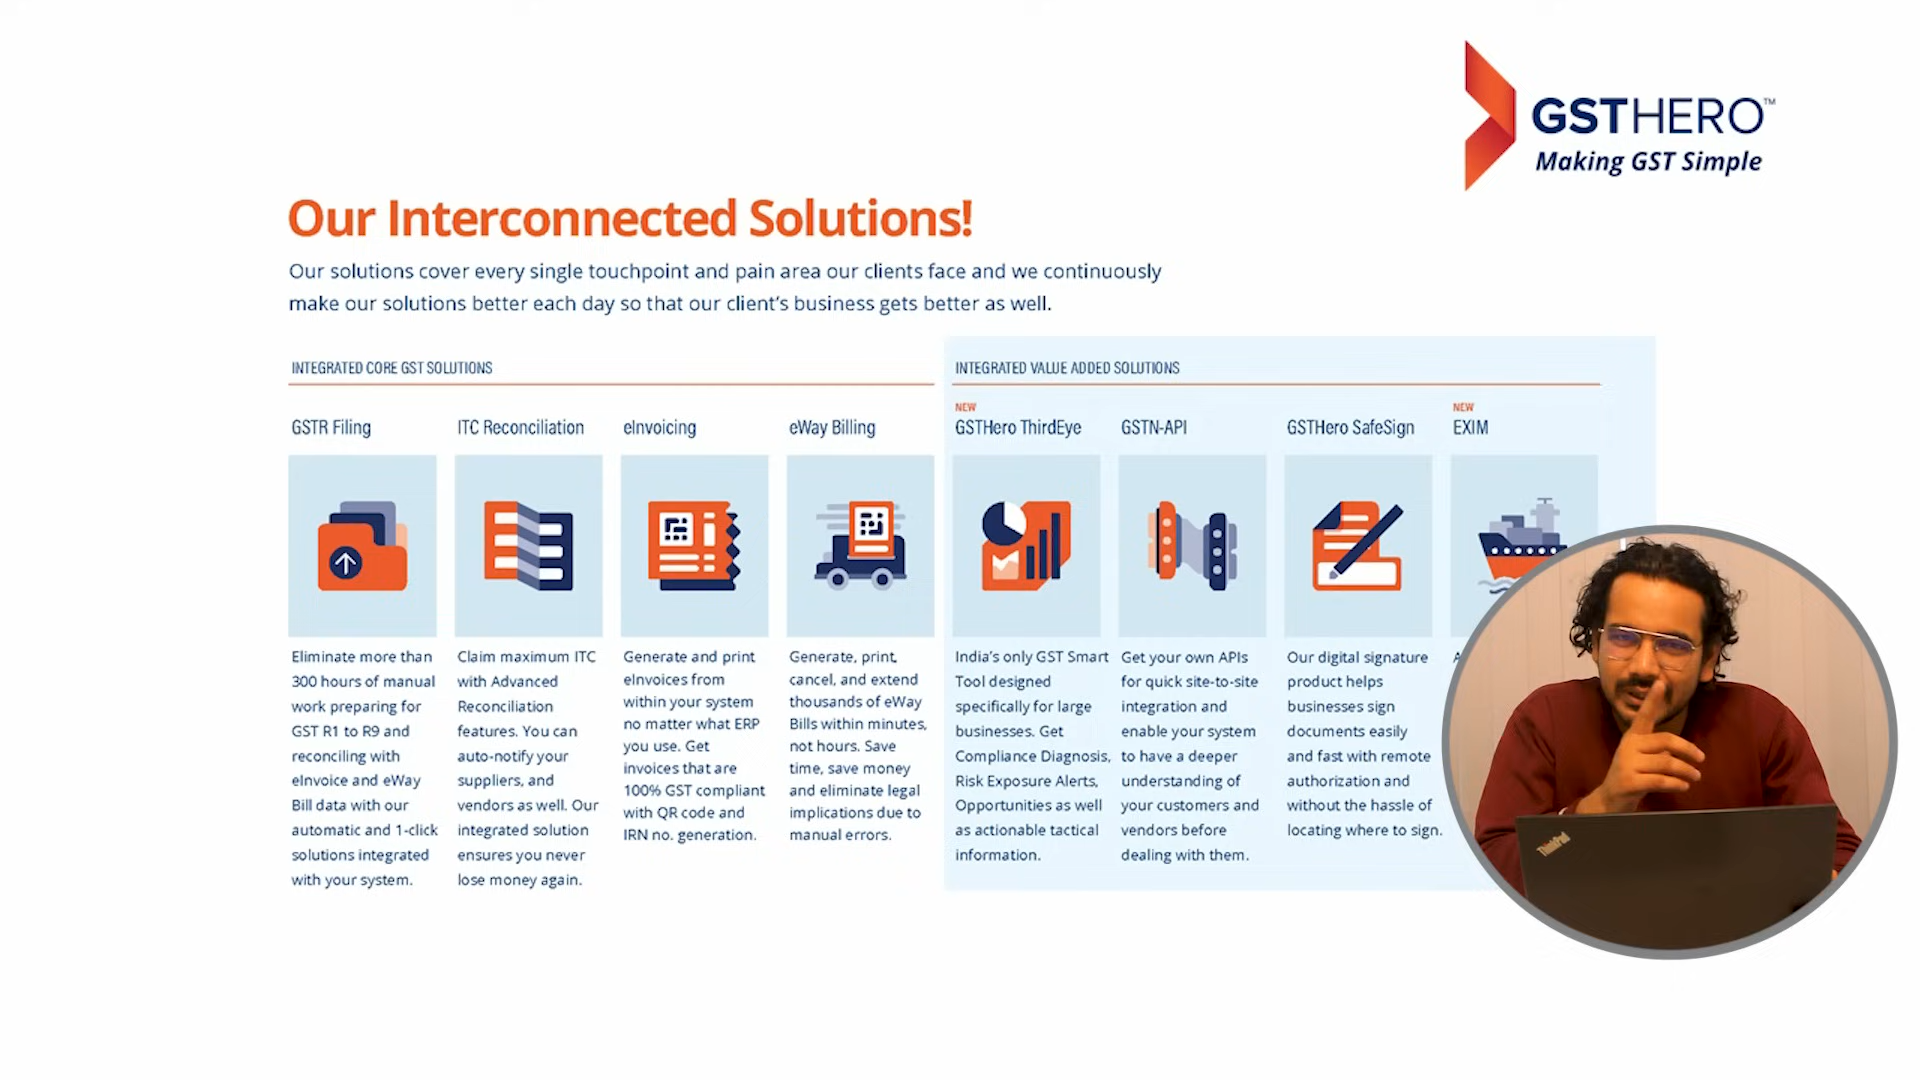 GSTHERO™
Making GST Simple
Our Interconnected Solutions!
Our solutions cover every single touchpoint and pain area our clients face and we continuously
make our solutions better each day so that our client's business gets better as well.
INTEGRATED CORE GST SOLUTIONS
GSTR Filing
Eliminate more than
300 hours of manual
work preparing for
GST R1 to R9 and
reconciling with
eInvoice and eWay
Bill data with our
automatic and 1-click
solutions integrated
with your system.
ITC Reconciliation
Claim maximum ITC
with Advanced
Reconciliation
features. You can
auto-notify your
suppliers, and
vendors as well. Our
integrated solution
ensures you never
lose money again.
eInvoicing
Generate and print
eInvoices from
within your system
no matter what ERP
you use. Get
invoices that are
100% GST compliant
with QR code and
IRN no. generation.
eWay Billing
Generate, print,
cancel, and extend
thousands of eWay
Bills within minutes,
not hours. Save
time, save money
and eliminate legal
implications due to
manual errors.
INTEGRATED VALUE ADDED SOLUTIONS
NEW
GSTHero ThirdEye
India's only GST Smart
Tool designed
specifically for large
businesses. Get
Compliance Diagnosis,
Risk Exposure Alerts,
Opportunities as well
as actionable tactical
information.
GSTN-API
Get your own APIs
for quick site-to-site
integration and
enable your system
to have a deeper
understanding of
your customers and
vendors before
dealing with them.
GSTHero SafeSign
Our digital signature
product helps
businesses sign
documents easily
and fast with remote
authorization and
without the hassle of
locating where to sign.
NEW
EXIM
ThinkPad